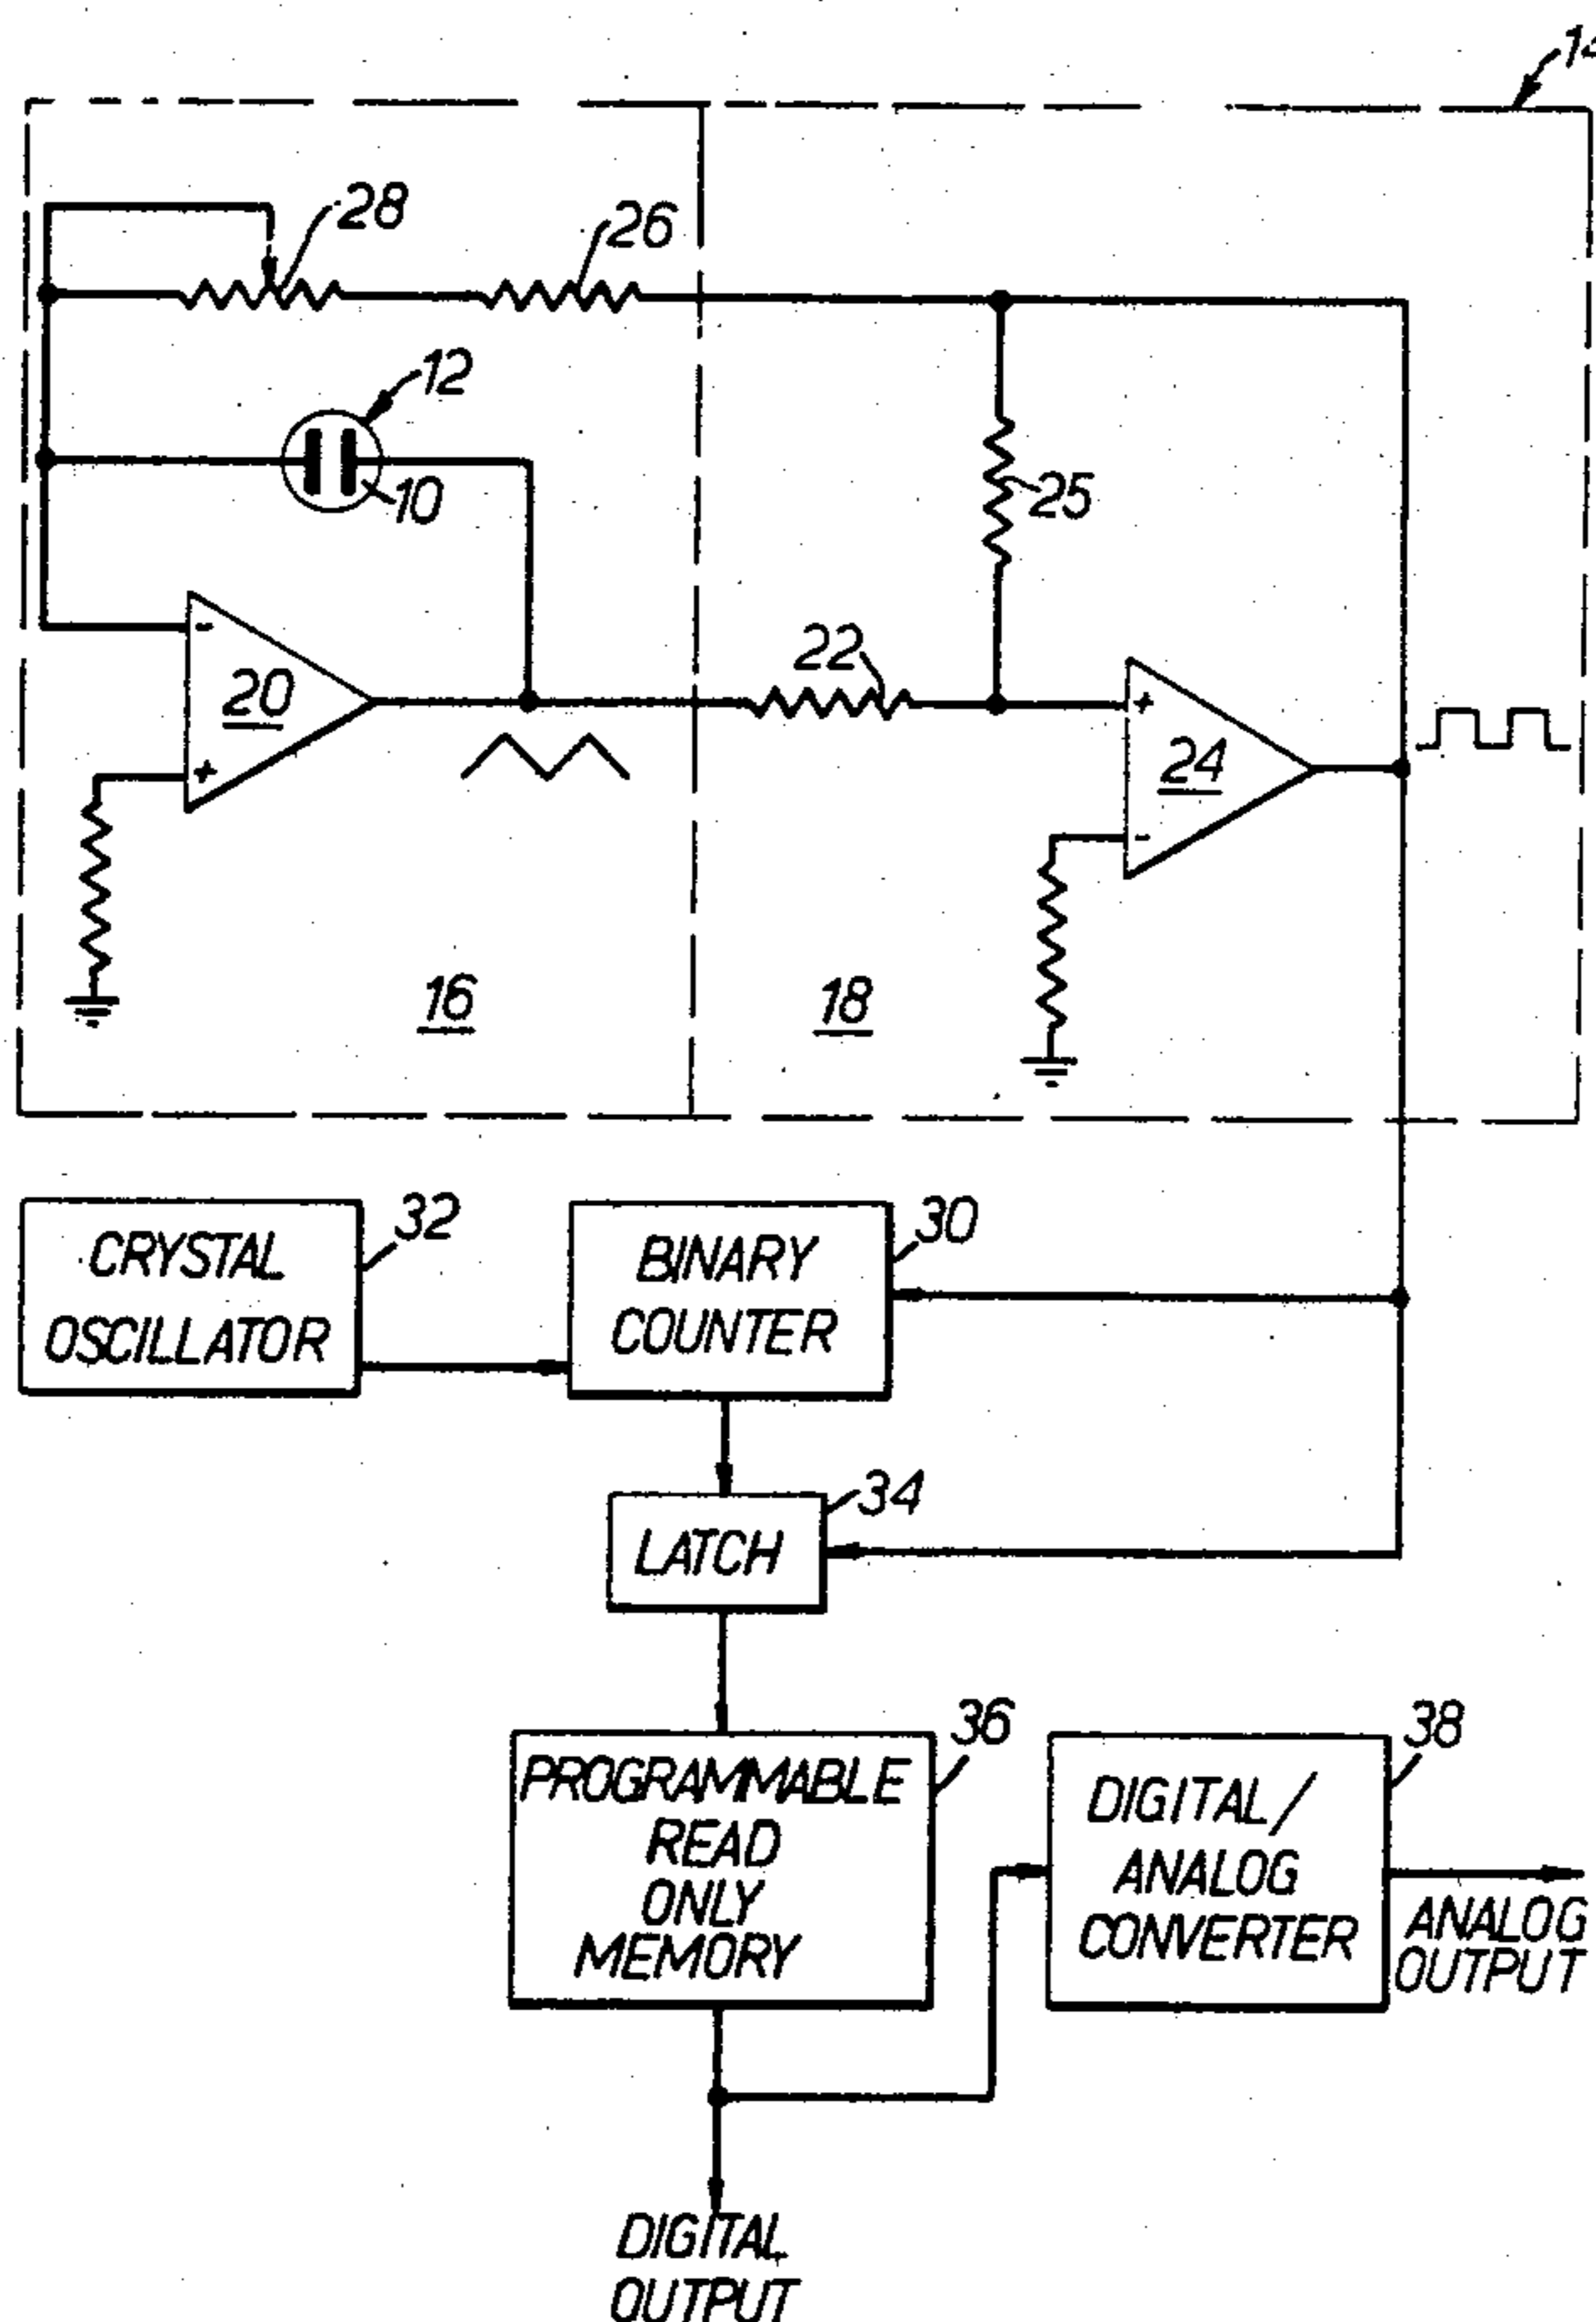 14
28
26
12
10
25
22
-
20
+
+
24
-
16
18
32
30
CRYSTAL
OSCILLATOR
BINARY
COUNTER
34
LATCH
36
38
PROGRAMMABLE
READ
ONLY
MEMORY
DIGITAL/
ANALOG
CONVERTER
ANALOG
OUTPUT
DIGITAL
OUTPUT